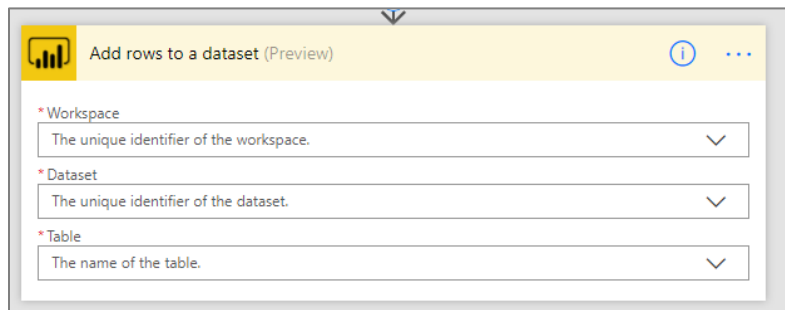 Add rows to a dataset (Preview)
* Workspace
The unique identifier of the workspace.
* Dataset
The unique identifier of the dataset.
* Table
The name of the table.